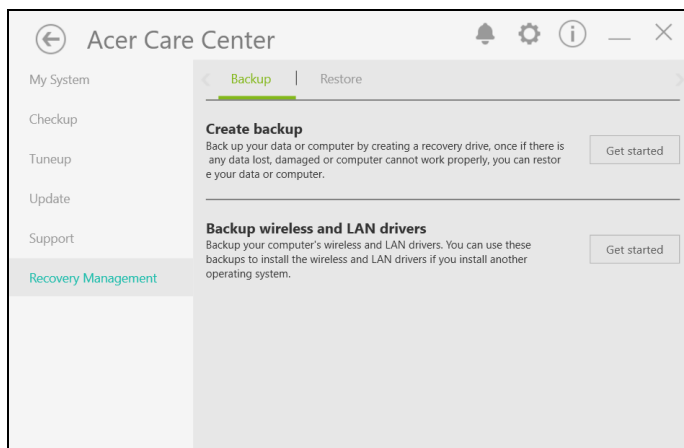 Acer Care Center
My System
Backup
Restore
Checkup
Tuneup
Update
Support
Recovery Management
Create backup
Back up your data or computer by creating a recovery drive, once if there is
any data lost, damaged or computer cannot work properly, you can restor
e your data or computer.
Get started
Backup wireless and LAN drivers
Backup your computer's wireless and LAN drivers. You can use these
backups to install the wireless and LAN drivers if you install another
operating system.
Get started